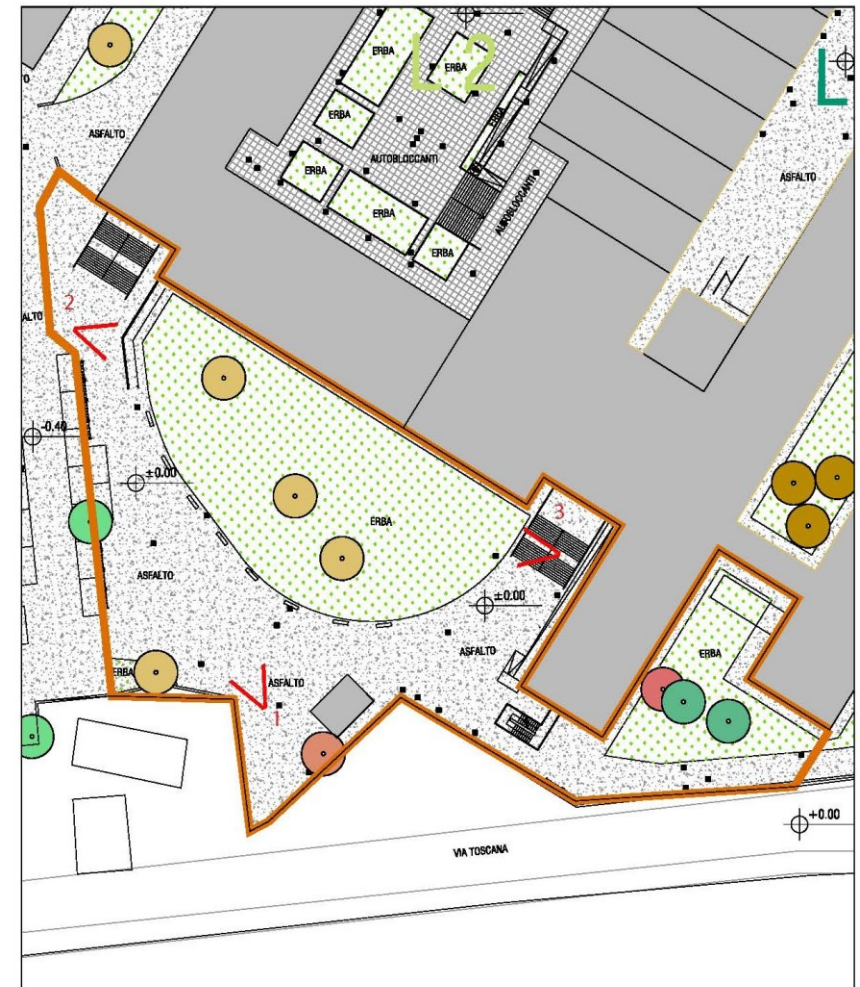 ERBA
L 2
ERBA
L
ASFALTO
ERBA
ERBA
AUTOBLOCCANTI
ASFALTO
ERBA
ERBA
AUTOBLOCCANTI
ERBA
2
ALTO
-0.40
±0.00
ERBA
3
ASFALTO
±0.00
ERBA
ASFALTO
ERBA
ASFALTO
1
+0.00
VIA TOSCANA